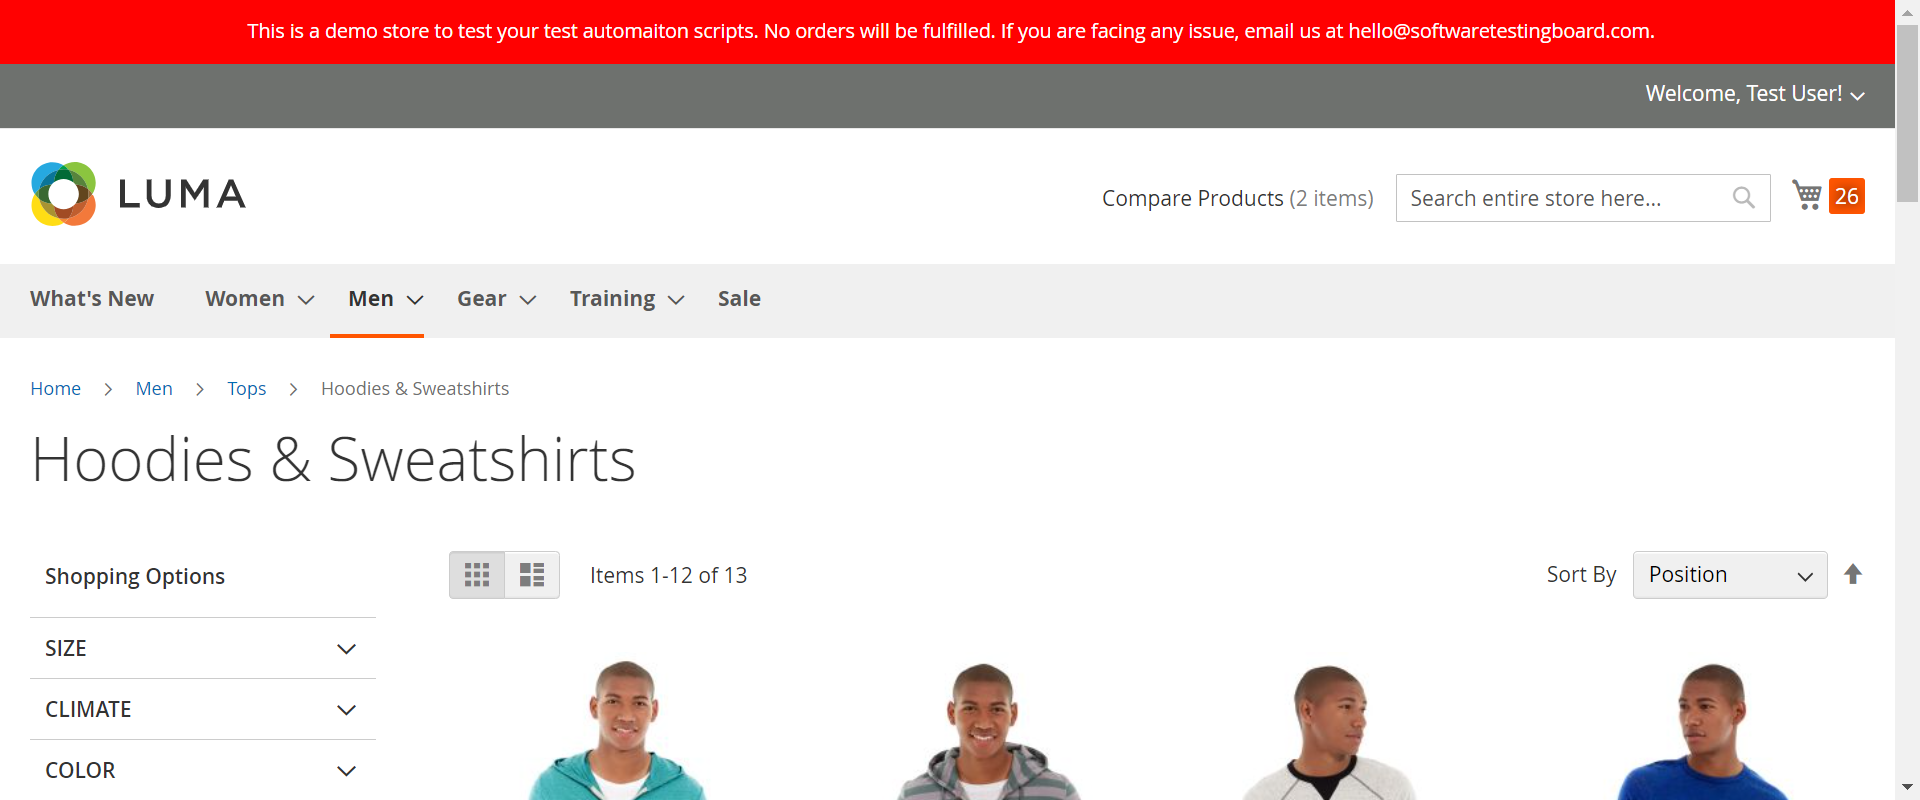 This is a demo store to test your test automaiton scripts. No orders will be fulfilled. If you are facing any issue, email us at hello@softwaretestingboard.com.
Welcome, Test User!
LUMA
Compare Products (2 items)
Search entire store here...
26
What's New
Women
Men
Gear
Training
Sale
Home
Men
Tops
Hoodies & Sweatshirts
Hoodies & Sweatshirts
Shopping Options
Items 1-12 of 13
Sort By
Position
SIZE
CLIMATE
COLOR